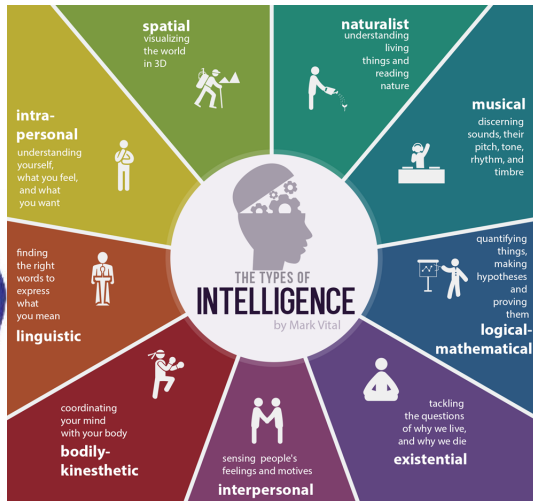 spatial
visualizing
the world
in 3D
naturalist
understanding
living
things and
reading
nature
musical
discerning
sounds, their
pitch, tone,
rhythm, and
timbre
quantifying
things,
making
hypotheses
and
proving
them
logical-
mathematical
tackling
the questions
of why we live,
and why we die
existential
sensing people's
feelings and motives
interpersonal
coordinating
your mind
with your body
bodily-
kinesthetic
finding
the right
words to
express
what
you mean
linguistic
intra-
personal
understanding
yourself,
what you feel,
and what
you want
THE TYPES OF
INTELLIGENCE
by Mark Vital